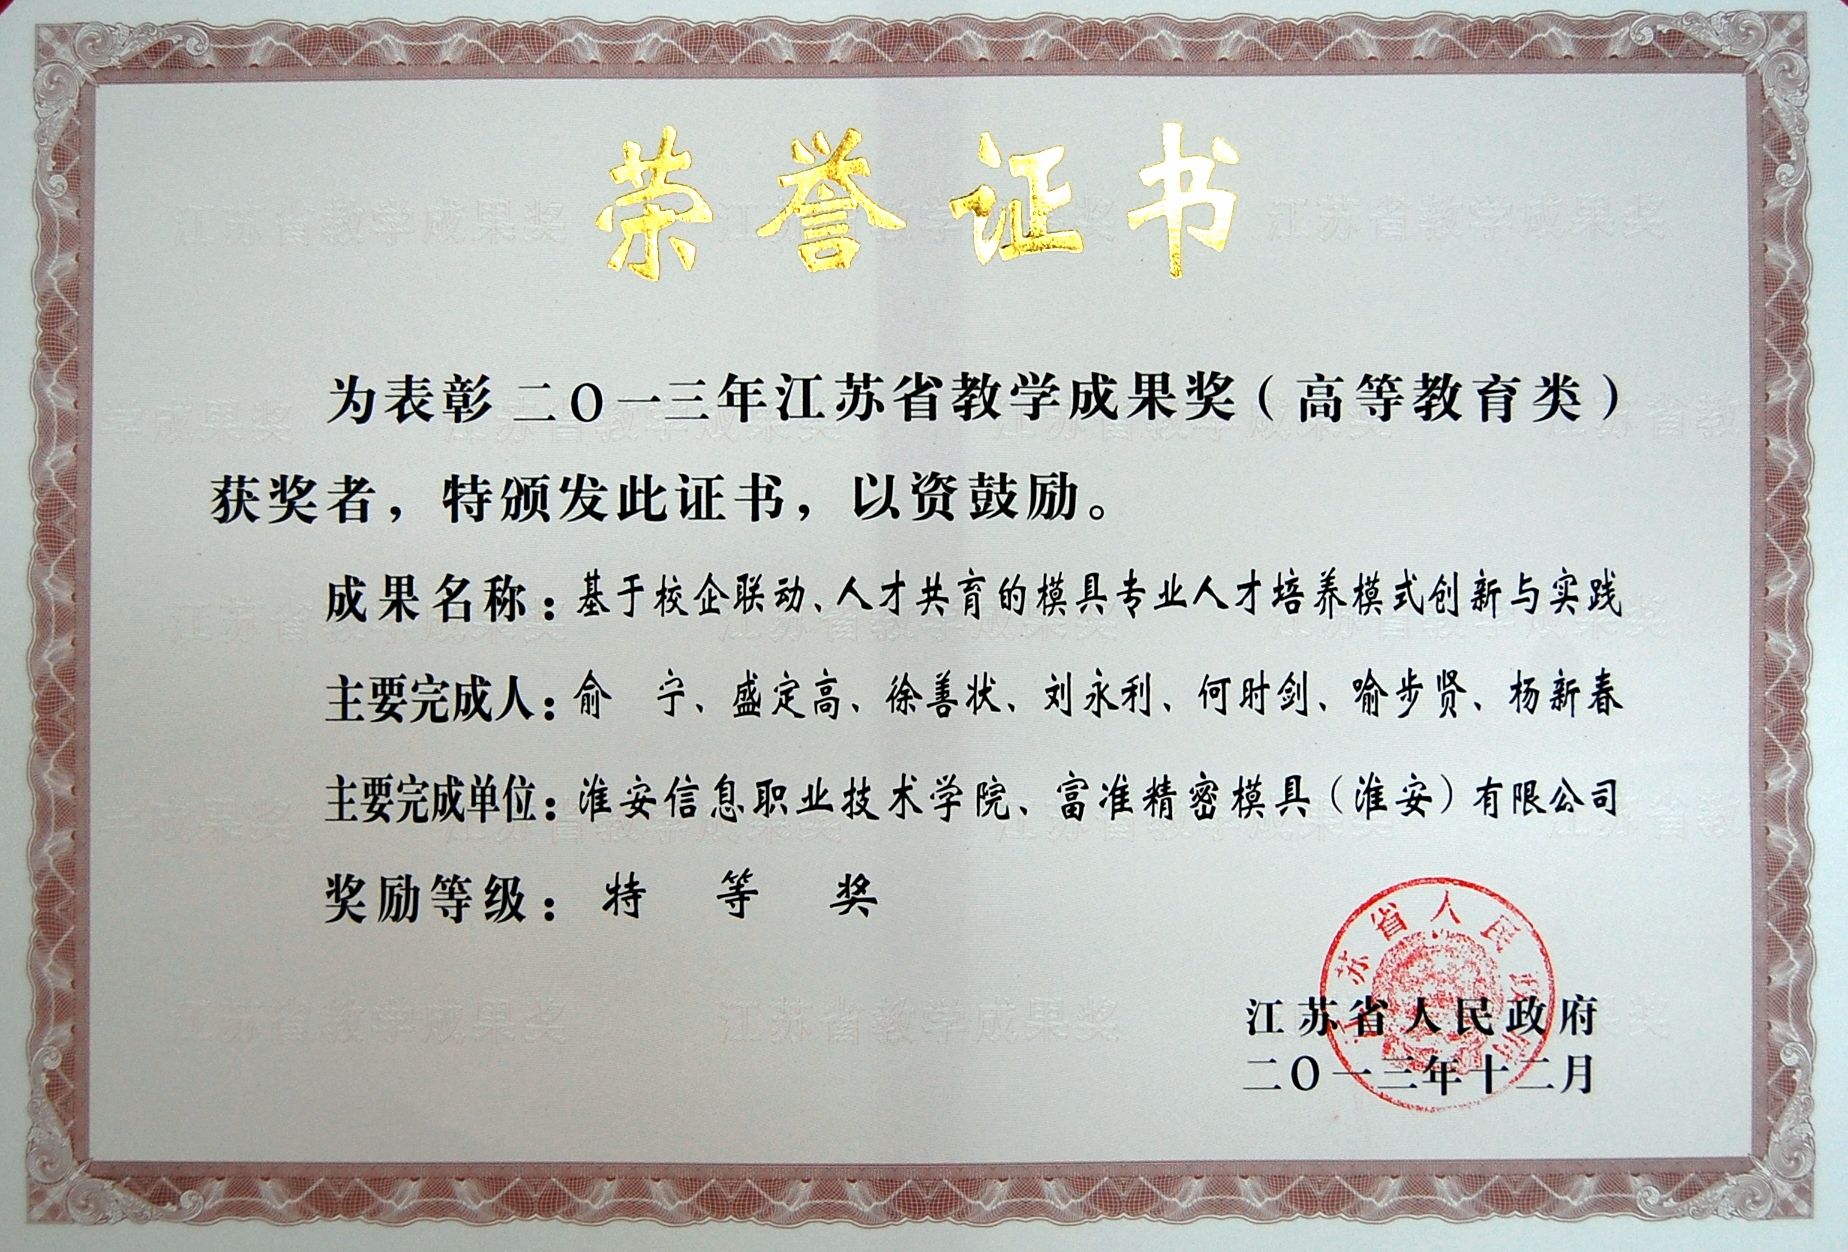 荣誉证书
为表彰二〇一三年江苏省教学成果奖（高等教育类）
获奖者，特颁发此证书，以资鼓励。
成果名称：基于校企联动、人才共育的模具专业人才培养模式创新与实践
主要完成人：俞 宁、盛定高、徐善状、刘永利、何时剑、喻步贤、杨新春
主要完成单位：淮安信息职业技术学院、富准精密模具（淮安）有限公司
奖励等级：特 等 奖
江苏省人民政府
二〇一三年十二月